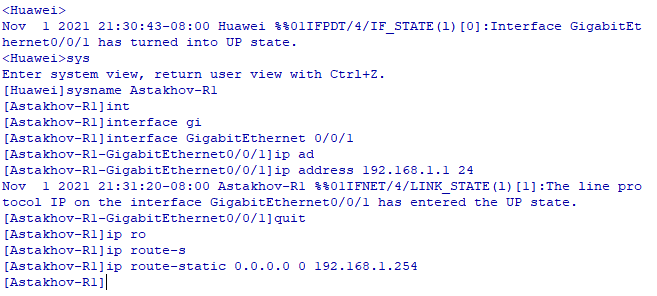 <Huawei>
Nov  1 2021 21:30:43-08:00 Huawei %%01IFPDT/4/IF_STATE(l)[0]:Interface GigabitEt
hernet0/0/1 has turned into UP state.
<Huawei>sys
Enter system view, return user view with Ctrl+Z.
[Huawei]sysname Astakhov-R1
[Astakhov-R1]int
[Astakhov-R1]interface gi
[Astakhov-R1]interface GigabitEthernet 0/0/1
[Astakhov-R1-GigabitEthernet0/0/1]ip ad
[Astakhov-R1-GigabitEthernet0/0/1]ip address 192.168.1.1 24
Nov  1 2021 21:31:20-08:00 Astakhov-R1 %%01IFNET/4/LINK_STATE(l)[1]:The line pro
tocol IP on the interface GigabitEthernet0/0/1 has entered the UP state.
[Astakhov-R1-GigabitEthernet0/0/1]quit
[Astakhov-R1]ip ro
[Astakhov-R1]ip route-s
[Astakhov-R1]ip route-static 0.0.0.0 0 192.168.1.254
[Astakhov-R1]